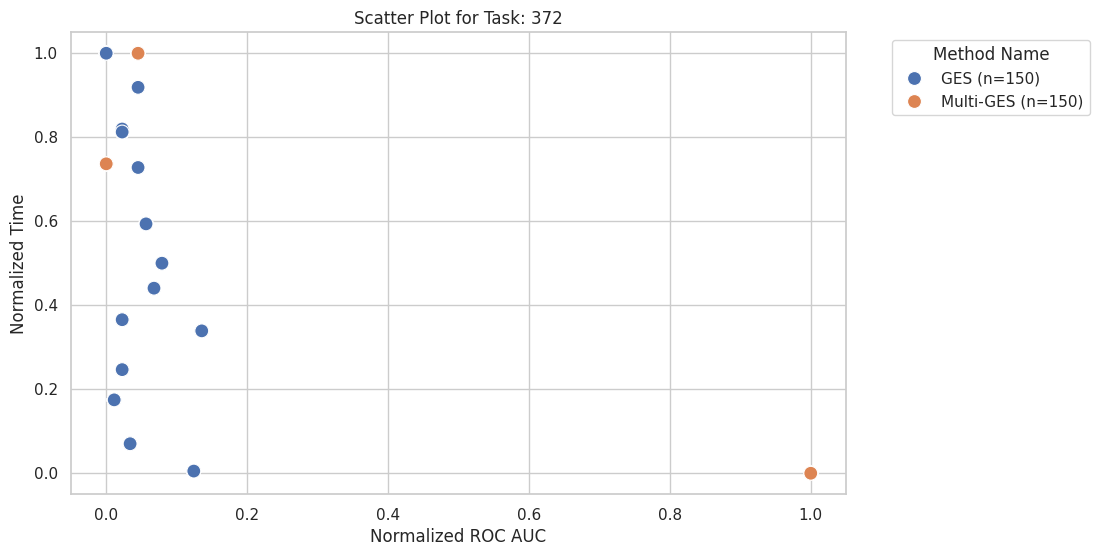 Scatter Plot for Task: 372
Method Name
GES (n=150)
Multi-GES (n=150)
Normalized Time
1.0
0.8
0.6
0.4
0.2
0.0
0.0 0.2 0.4 0.6 0.8 1.0
Normalized ROC AUC